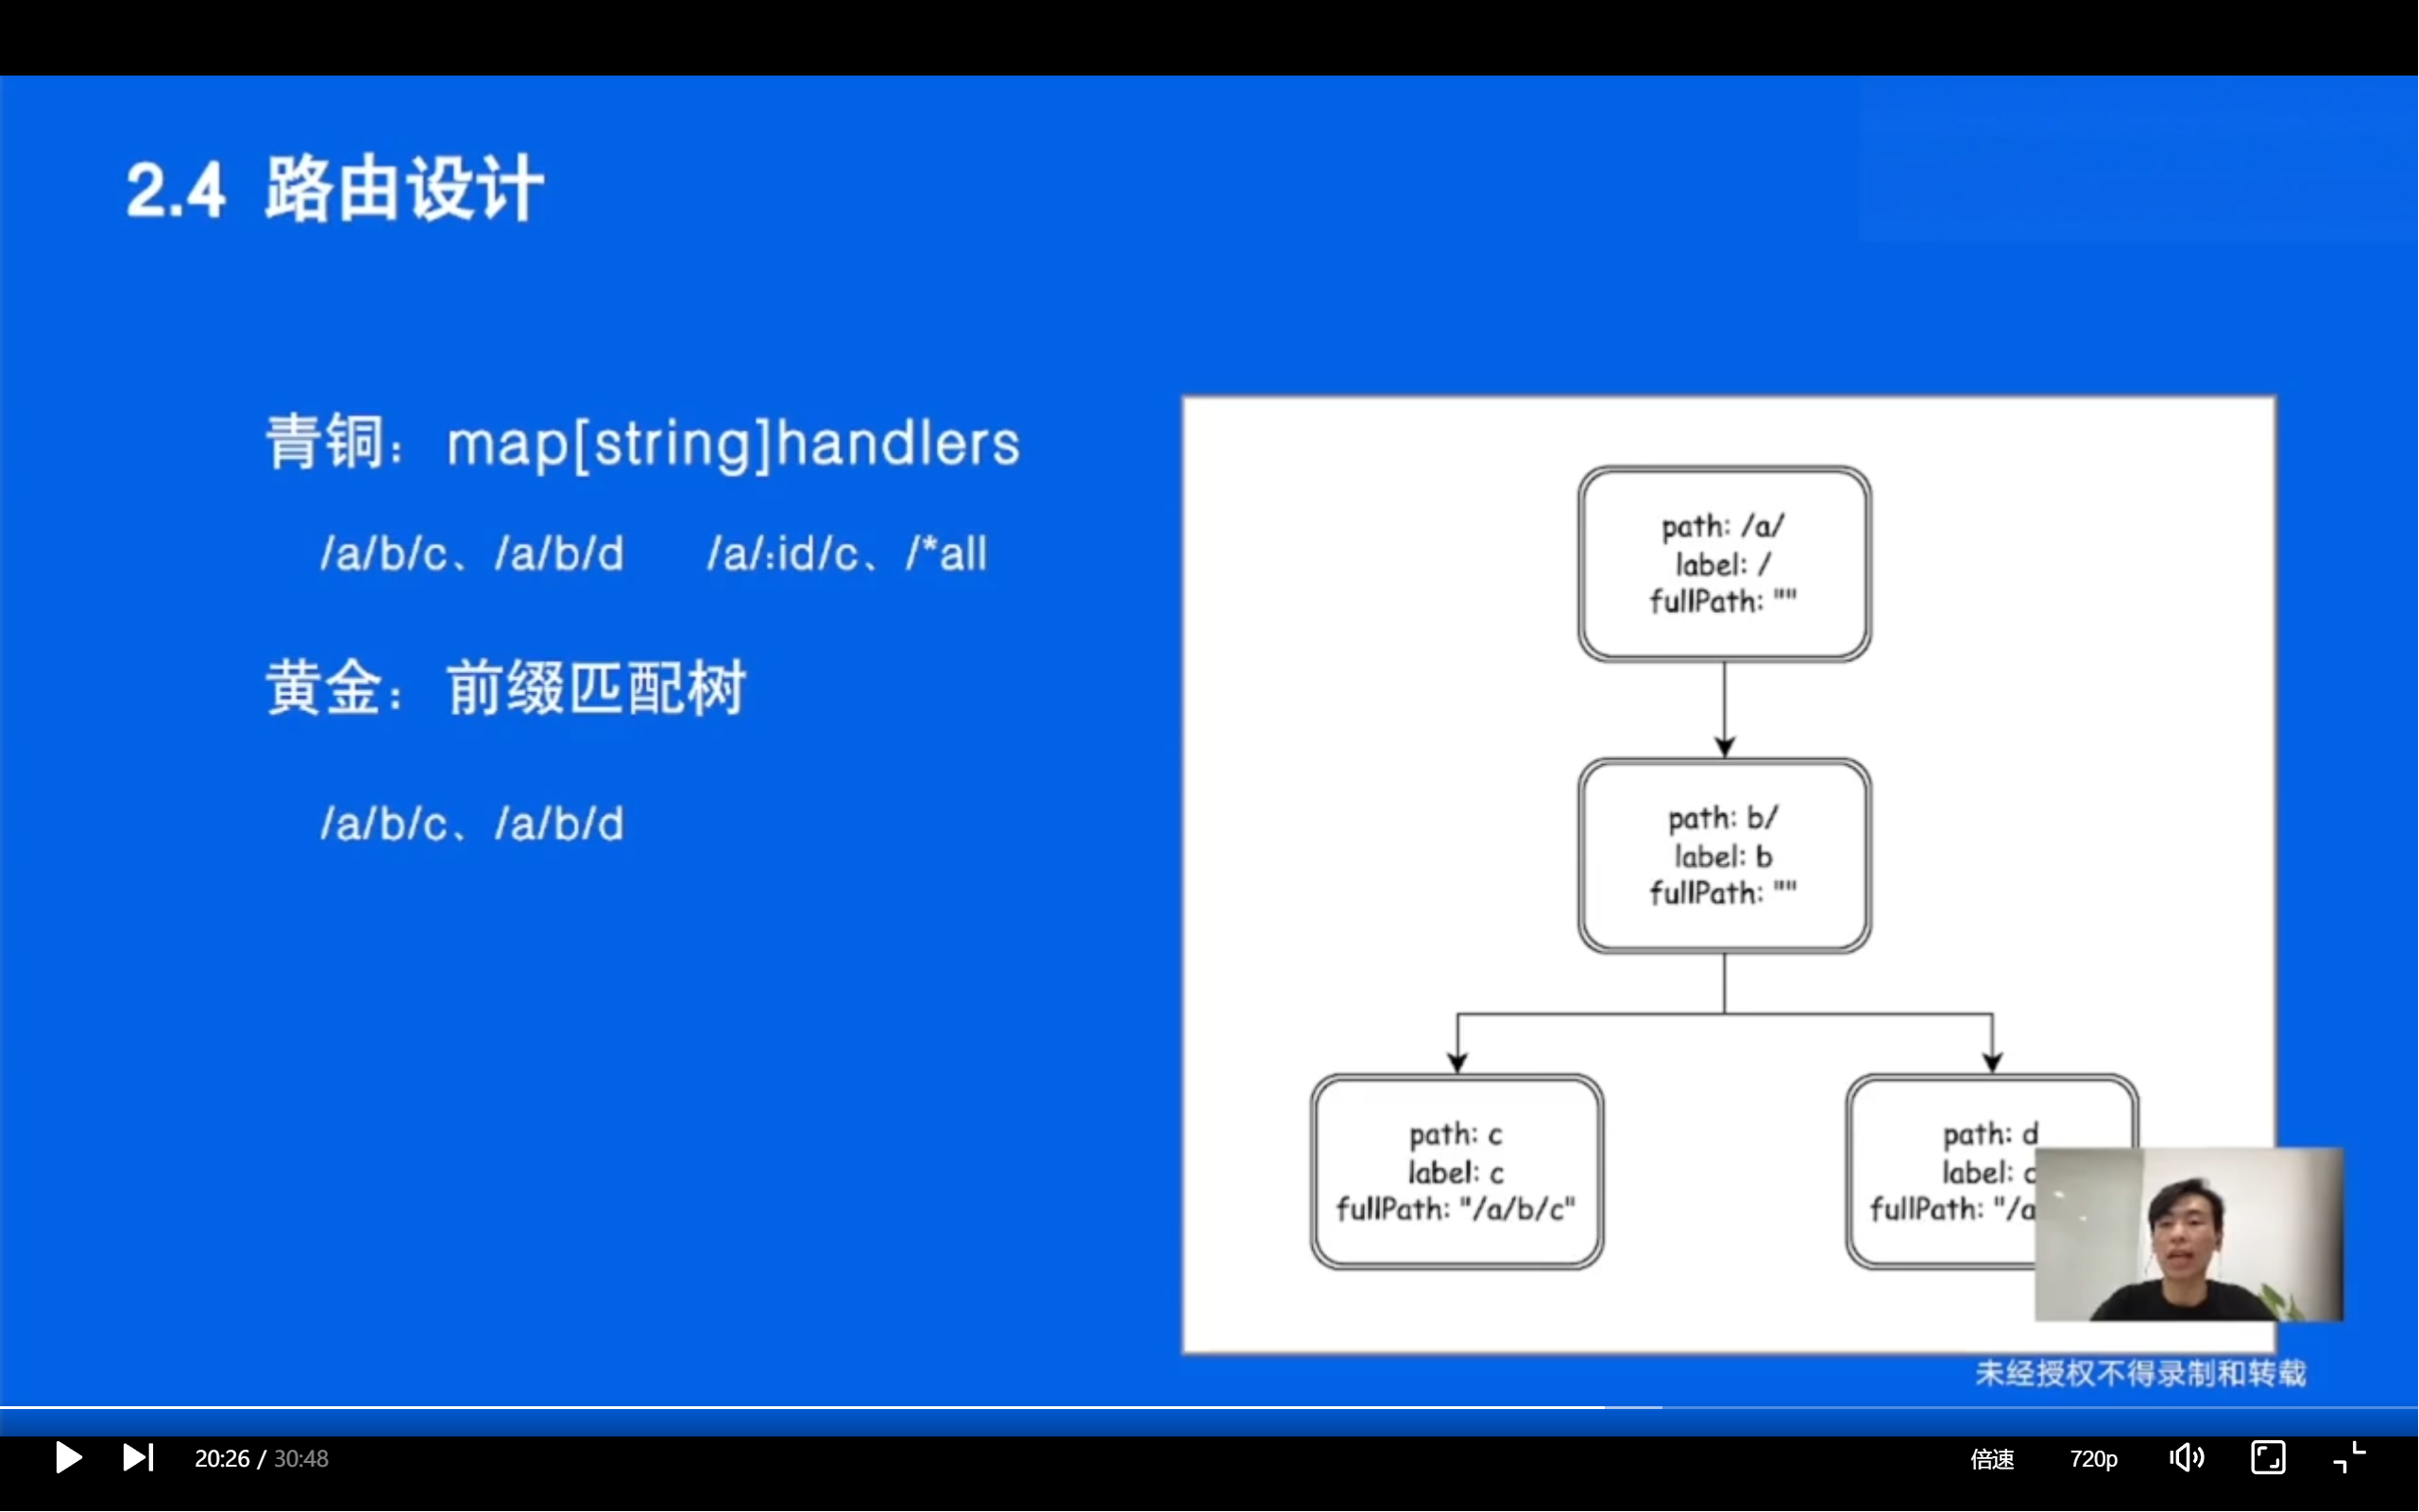 2.4 路由设计
青铜： map[string]handlers
/a/b/c、/a/b/d /a/:id/c、/*all
黄金： 前缀匹配树
/a/b/c、/a/b/d
path: /a/
label: /
fullPath: ""
path: b/
label: b
fullPath: ""
path: c
label: c
fullPath: "/a/b/c"
path: d
label:
fullPath: "/a
未经授权不得录制和转载
20:26 / 30:48
倍速
720p